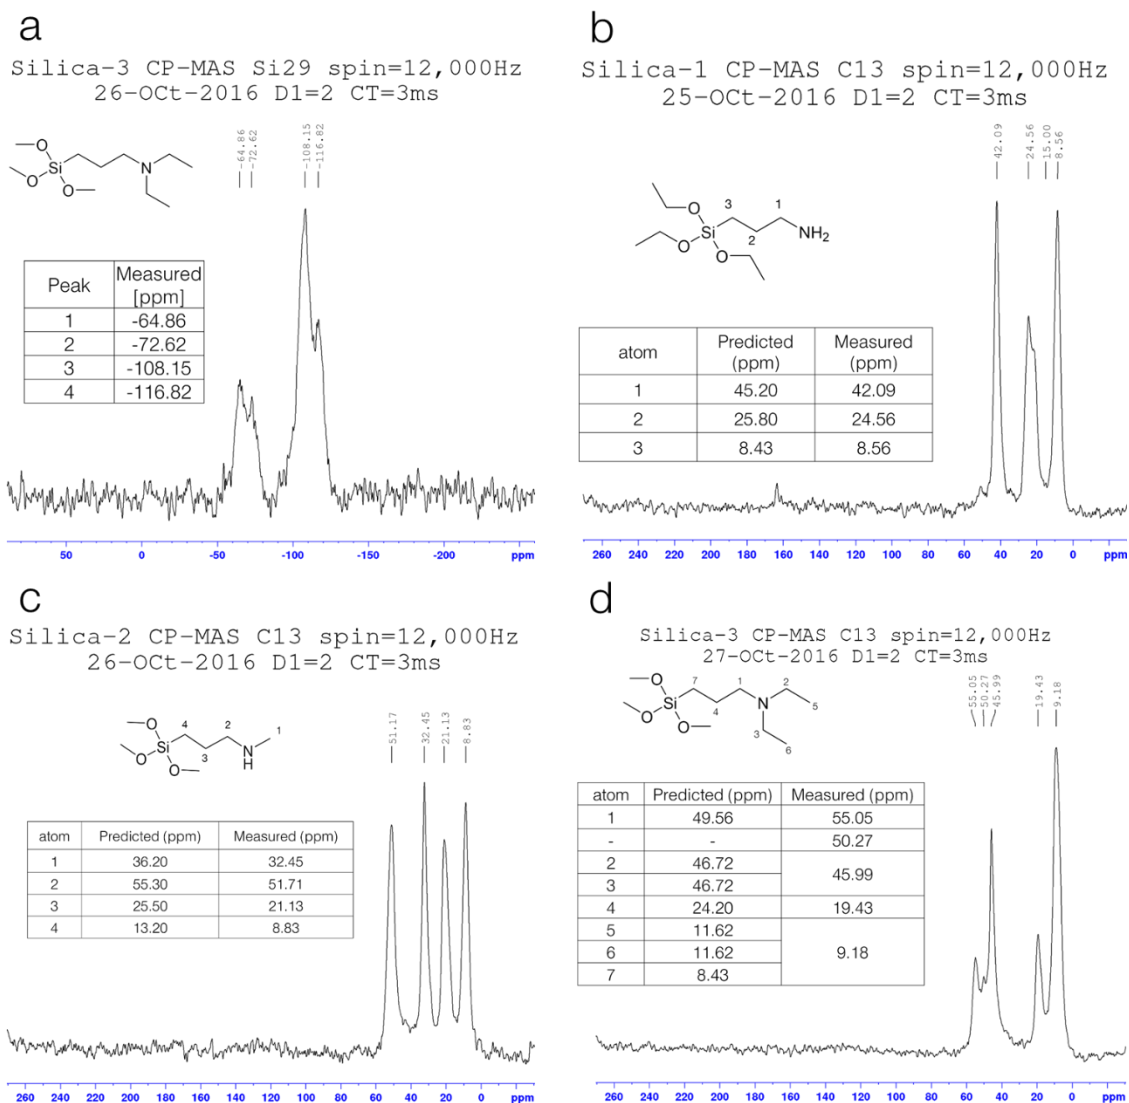 a
Silica-3 CP-MAS Si29 spin=12,000Hz
26-OCt-2016 D1=2 CT=3ms
-64.86
-72.62
-108.15
-116.82
O
Si
N
O
O
Peak Measured [ppm]
1 -64.86
2 -72.62
3 -108.15
4 -116.82
50 0 -50 -100 -150 -200 ppm
b
Silica-1 CP-MAS C13 spin=12,000Hz
25-OCt-2016 D1=2 CT=3ms
42.09
24.56
15.00
8.56
O 3 1
Si NH2
O 2
O
atom Predicted (ppm) Measured (ppm)
1 45.20 42.09
2 25.80 24.56
3 8.43 8.56
260 240 220 200 180 160 140 120 100 80 60 40 20 0 ppm
c
Silica-2 CP-MAS C13 spin=12,000Hz
26-OCt-2016 D1=2 CT=3ms
51.17
32.45
21.13
8.83
O 4 2 1
Si N
O 3 H
O
atom Predicted (ppm) Measured (ppm)
1 36.20 32.45
2 55.30 51.71
3 25.50 21.13
4 13.20 8.83
260 240 220 200 180 160 140 120 100 80 60 40 20 0 ppm
d
Silica-3 CP-MAS C13 spin=12,000Hz
27-OCt-2016 D1=2 CT=3ms
55.05
50.27
45.99
19.43
9.18
O 7 1 2
Si N
O 4 5
O 3
6
atom Predicted (ppm) Measured (ppm)
1 49.56 55.05
- - 50.27
2 46.72 45.99
3 46.72
4 24.20 19.43
5 11.62 9.18
6 11.62
7 8.43
260 240 220 200 180 160 140 120 100 80 60 40 20 0 ppm